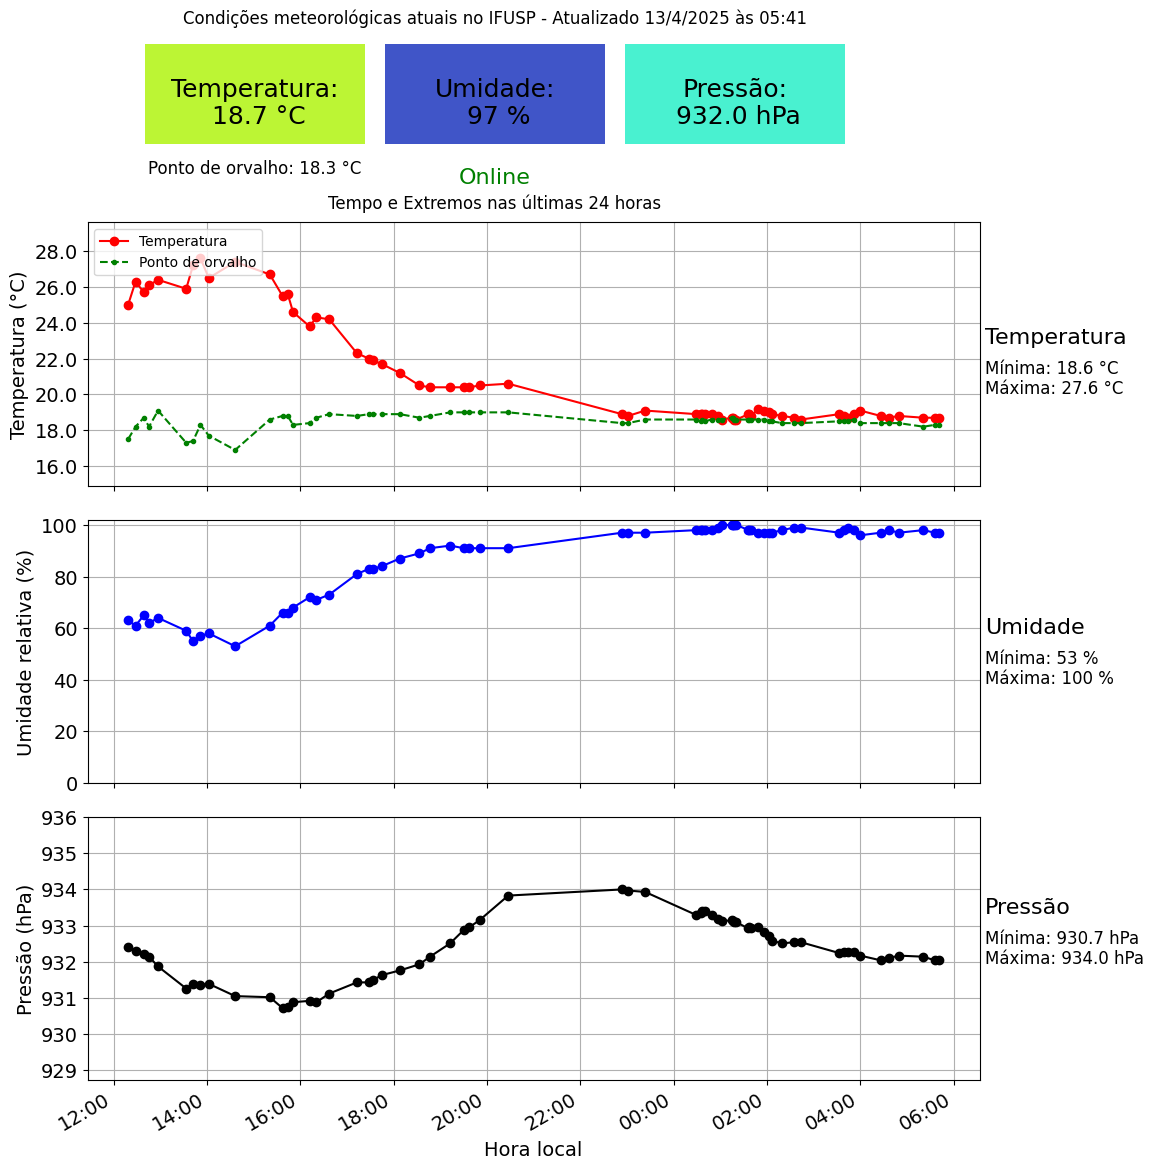 Condições meteorológicas atuais no IFUSP - Atualizado 13/4/2025 às 05:41
Temperatura:
18.7 °C
Umidade:
97 %
Pressão:
932.0 hPa
Ponto de orvalho: 18.3 °C
Online
Tempo e Extremos nas últimas 24 horas
Temperatura
Ponto de orvalho
Temperatura (°C)
28.0
26.0
24.0
22.0
20.0
18.0
16.0
Temperatura
Mínima: 18.6 °C
Máxima: 27.6 °C
Umidade relativa (%)
100
80
60
40
20
0
Umidade
Mínima: 53 %
Máxima: 100 %
Pressão (hPa)
936
935
934
933
932
931
930
929
Pressão
Mínima: 930.7 hPa
Máxima: 934.0 hPa
12:00
14:00
16:00
18:00
20:00
22:00
00:00
02:00
04:00
06:00
Hora local